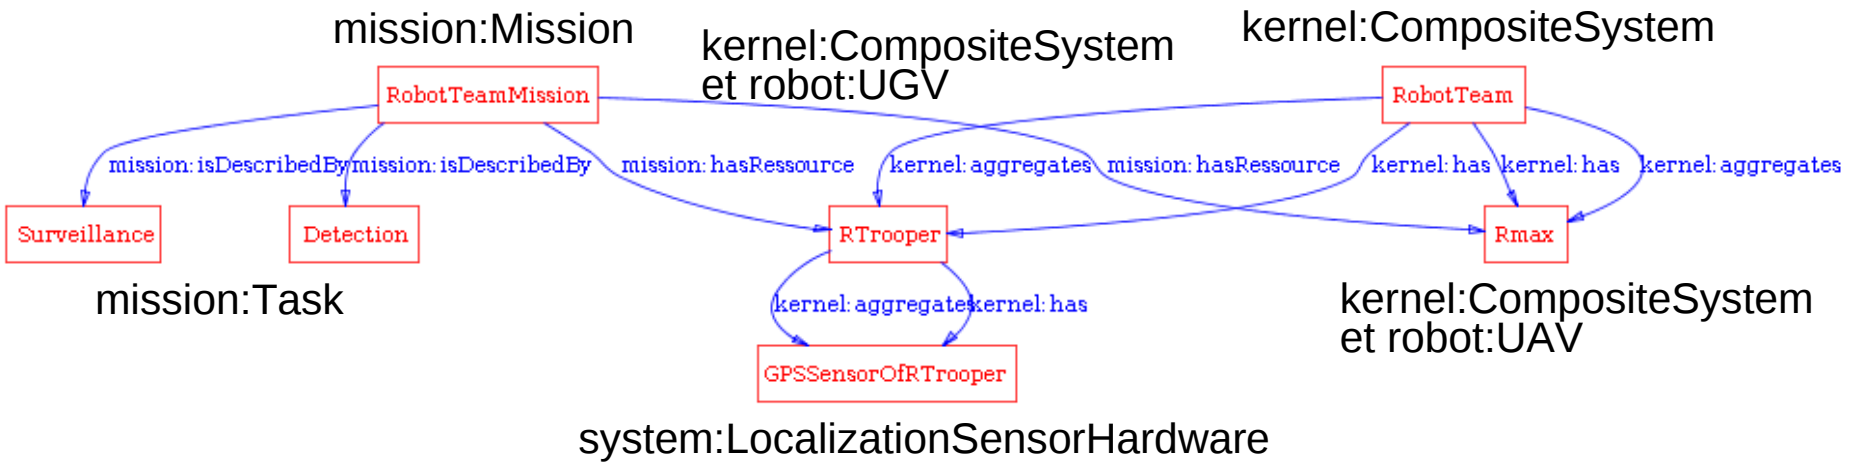 mission:Mission
kernel:CompositeSystem
et robot:UGV
kernel:CompositeSystem
RobotTeamMission
RobotTeam
mission:isDescribedBy
mission:isDescribedBy
mission:hasRessource
kernel:aggregates
mission:hasRessource
kernel:has
kernel:has
kernel:aggregates
Surveillance
Detection
RTrooper
Rmax
mission:Task
kernel:aggregates
kernel:has
kernel:CompositeSystem
et robot:UAV
GPSSensorOfRTrooper
system:LocalizationSensorHardware